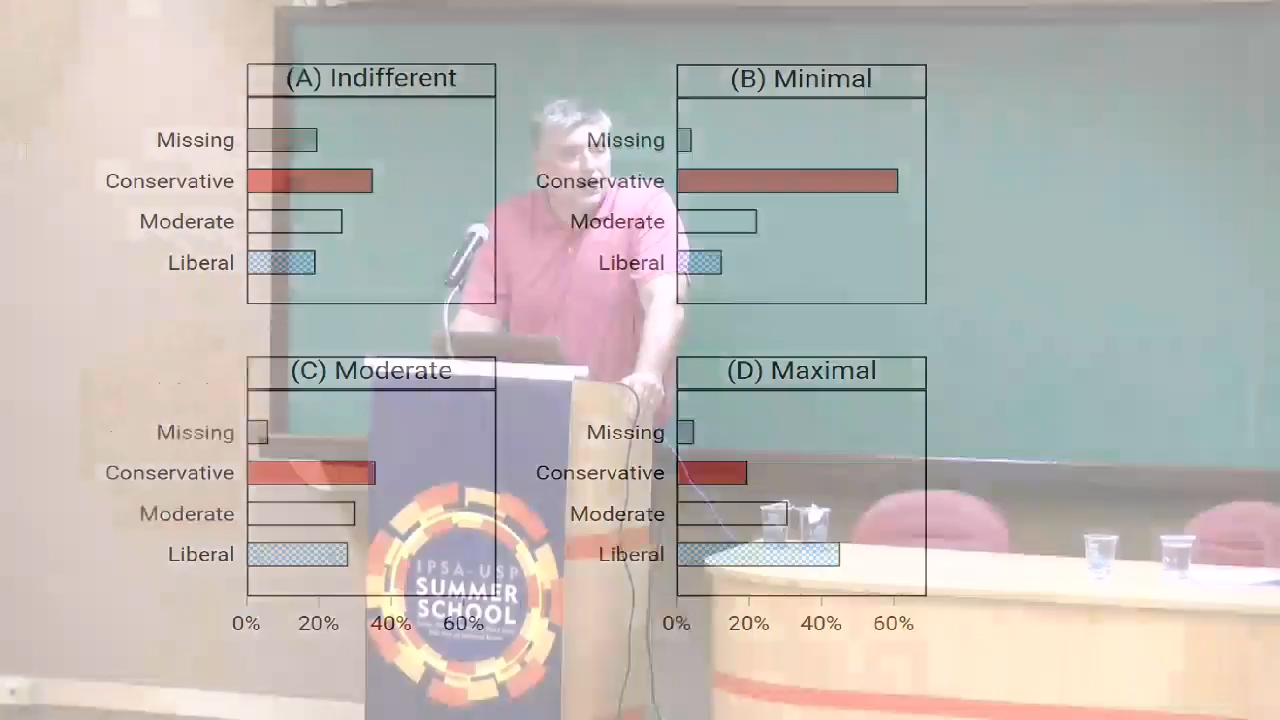 (A) Indifferent
Missing
Conservative
Moderate
Liberal
(B) Minimal
Missing
Conservative
Moderate
Liberal
(C) Moderate
Missing
Conservative
Moderate
Liberal
0% 20% 40% 60%
(D) Maximal
Missing
Conservative
Moderate
Liberal
0% 20% 40% 60%
IPSA-USP
SUMMER
SCHOOL